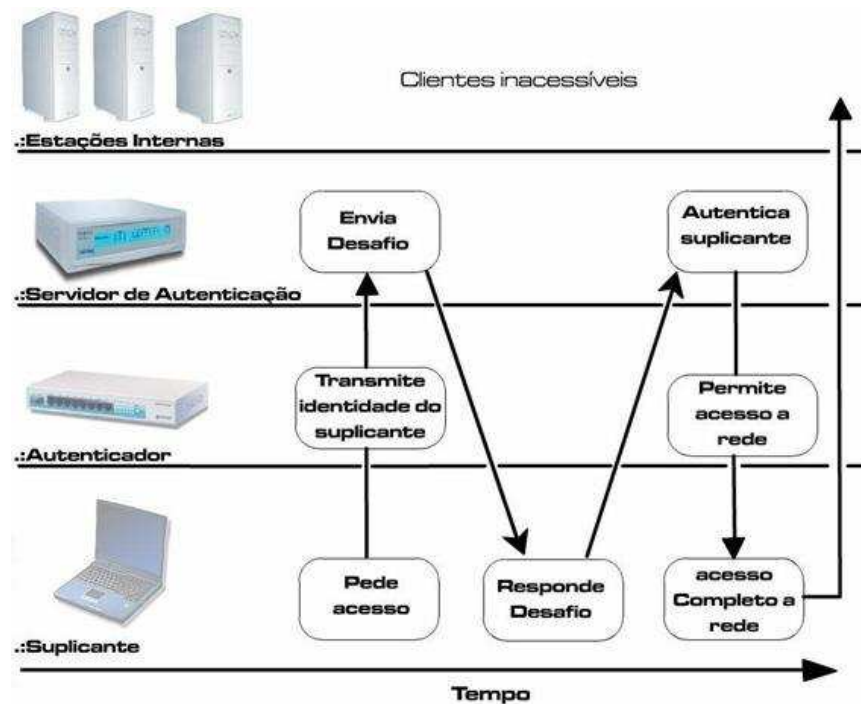 Clientes inacessíveis
.:Estações Internas
Envia
Desafio
Autentica
suplicante
.:Servidor de Autenticação
Transmite
identidade do
suplicante
Permite
acesso a
rede
.:Autenticador
Pede
acesso
Responde
Desafio
acesso
Completo a
rede
.:Suplicante
Tempo